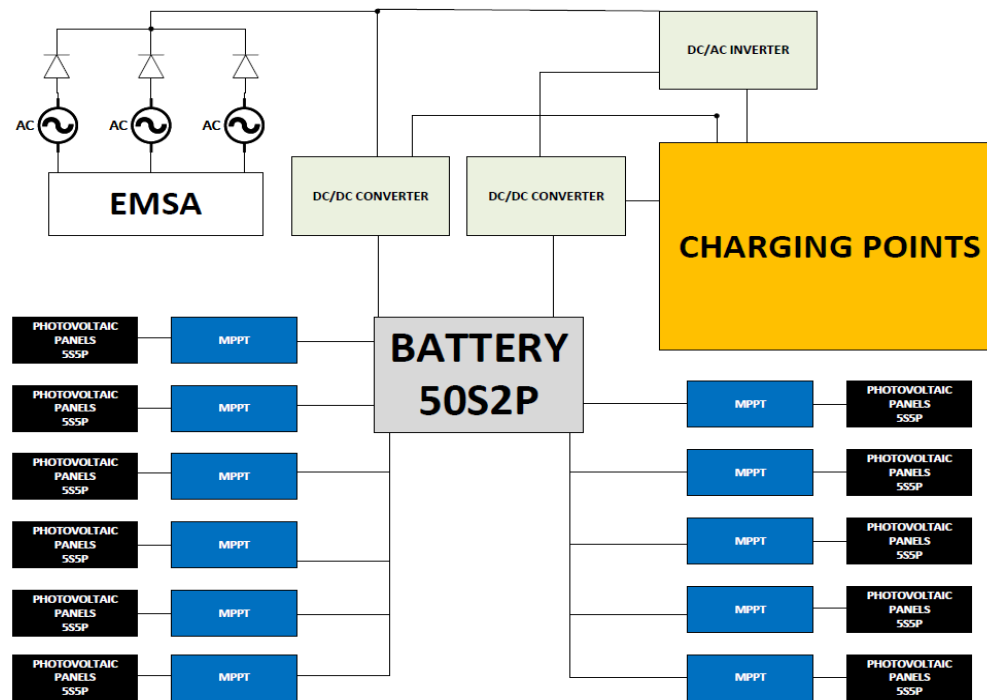 DC/AC INVERTER
AC
AC
AC
EMSA
DC/DC CONVERTER
DC/DC CONVERTER
CHARGING POINTS
BATTERY
50S2P
PHOTOVOLTAIC
PANELS
5S5P
MPPT
PHOTOVOLTAIC
PANELS
5S5P
MPPT
PHOTOVOLTAIC
PANELS
5S5P
MPPT
PHOTOVOLTAIC
PANELS
5S5P
MPPT
PHOTOVOLTAIC
PANELS
5S5P
MPPT
PHOTOVOLTAIC
PANELS
5S5P
MPPT
MPPT
PHOTOVOLTAIC
PANELS
5S5P
MPPT
PHOTOVOLTAIC
PANELS
5S5P
MPPT
PHOTOVOLTAIC
PANELS
5S5P
MPPT
PHOTOVOLTAIC
PANELS
5S5P
MPPT
PHOTOVOLTAIC
PANELS
5S5P